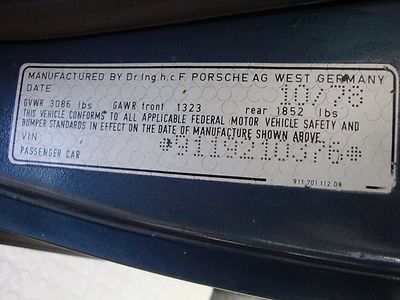 MANUFACTURED BY Dr.Ing.h.c.F. PORSCHE AG WEST GERMANY
DATE 10/78
GVWR 3086 lbs GAWR front 1323 rear 1852 lbs
THIS VEHICLE CONFORMS TO ALL APPLICABLE FEDERAL MOTOR VEHICLE SAFETY AND
BUMPER STANDARDS IN EFFECT ON THE DATE OF MANUFACTURE SHOWN ABOVE.
VIN
PASSENGER CAR
911 701 112 08